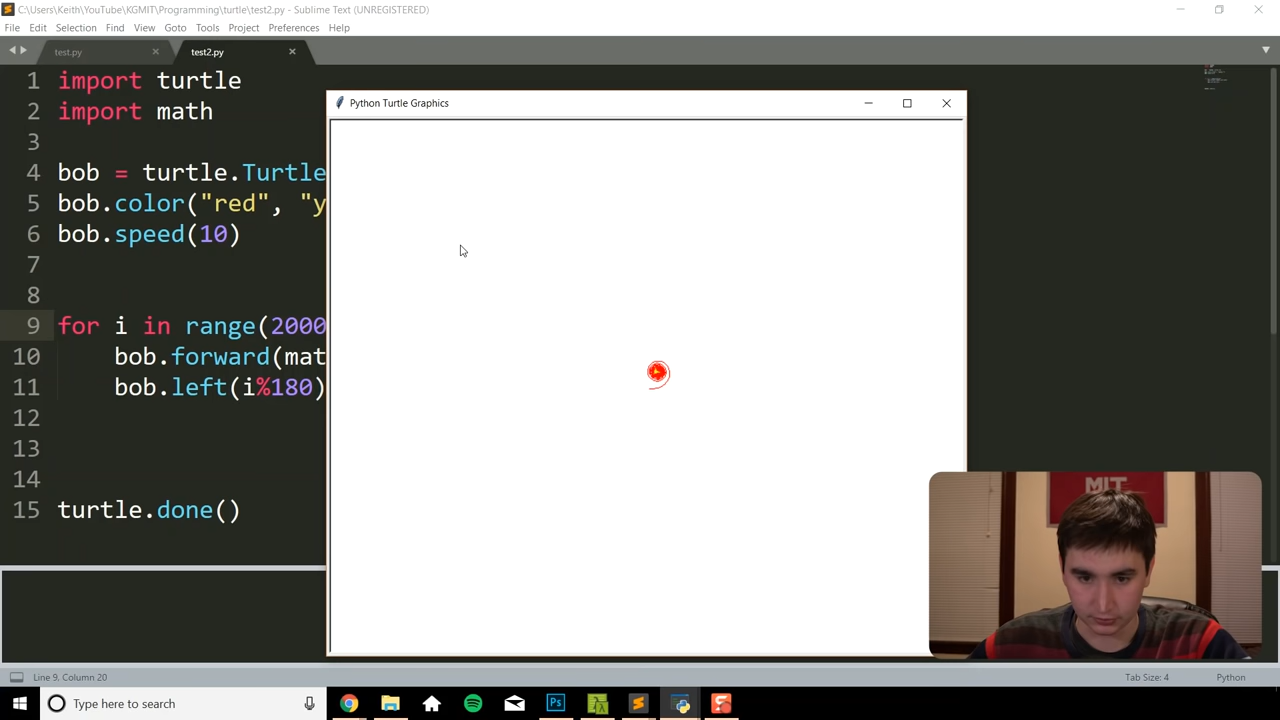 C:\Users\Keith\YouTube\KGMIT\Programming\turtle\test2.py - Sublime Text (UNREGISTERED)
File Edit Selection Find View Goto Tools Project Preferences Help
test.py
test2.py
1 import turtle
2 import math
3
4 bob = turtle.Turtle
5 bob.color("red", "y
6 bob.speed(10)
7
8
9 for i in range(2000
10 bob.forward(mat
11 bob.left(i%180)
12
13
14
15 turtle.done()
Python Turtle Graphics
MIT
Line 9, Column 20
Tab Size: 4
Python
Type here to search
Ps